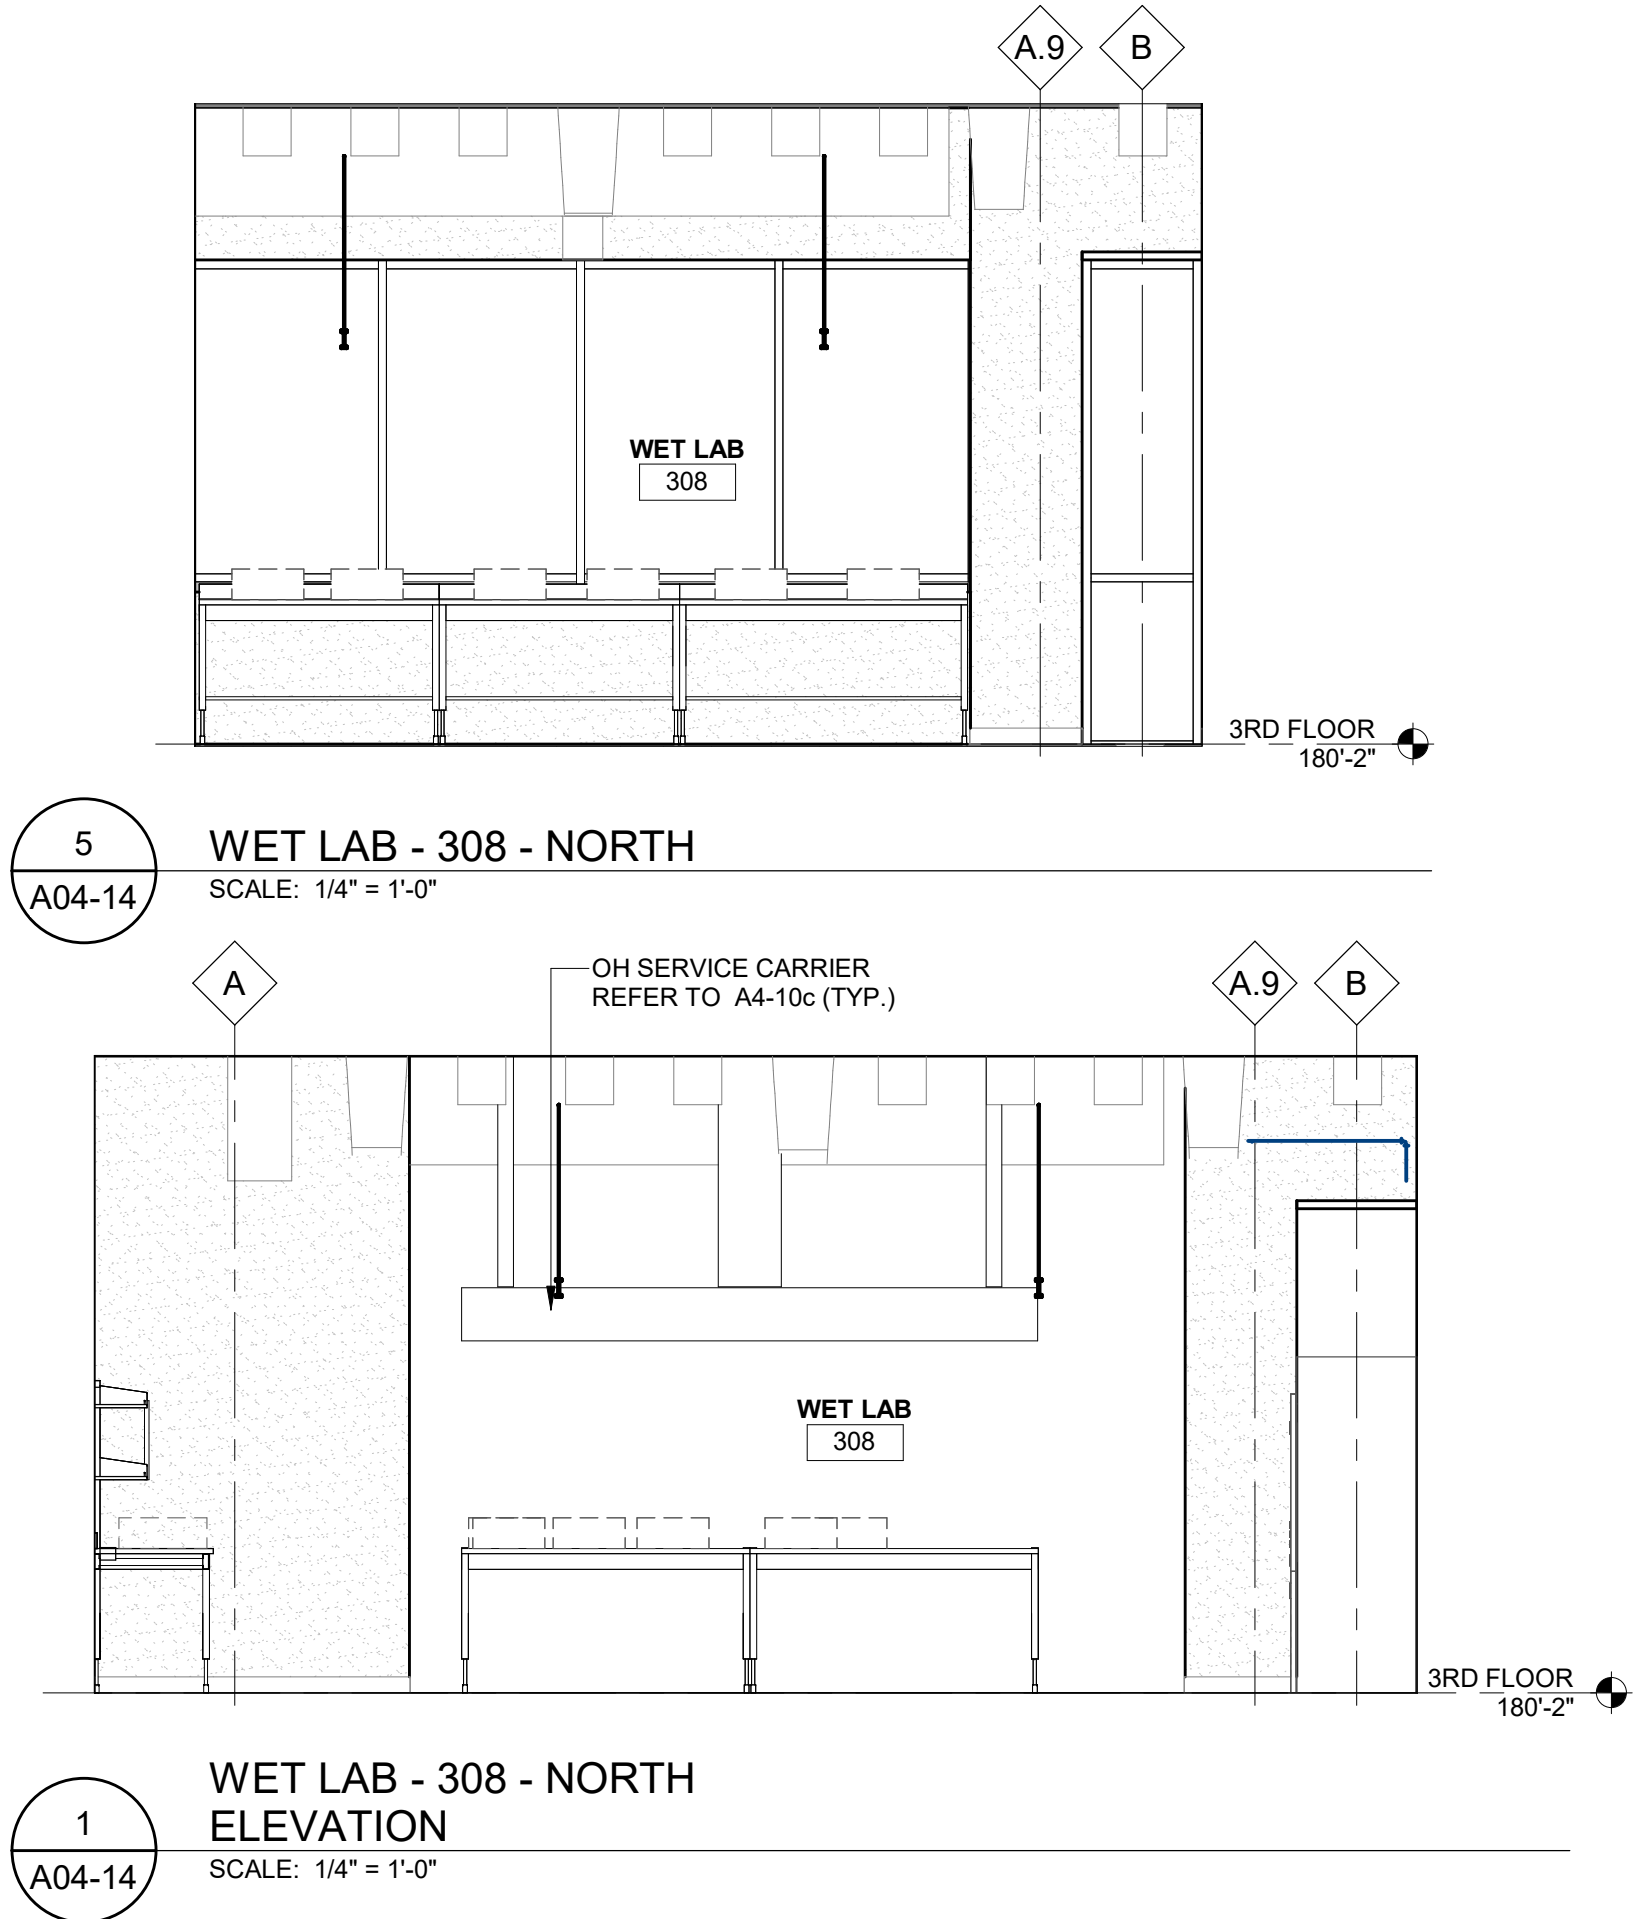 A.9
B
WET LAB
308
3RD FLOOR
180'-2"
5
A04-14
WET LAB - 308 - NORTH
SCALE: 1/4" = 1'-0"
A
OH SERVICE CARRIER
REFER TO A4-10c (TYP.)
A.9
B
WET LAB
308
3RD FLOOR
180'-2"
1
A04-14
WET LAB - 308 - NORTH
ELEVATION
SCALE: 1/4" = 1'-0"